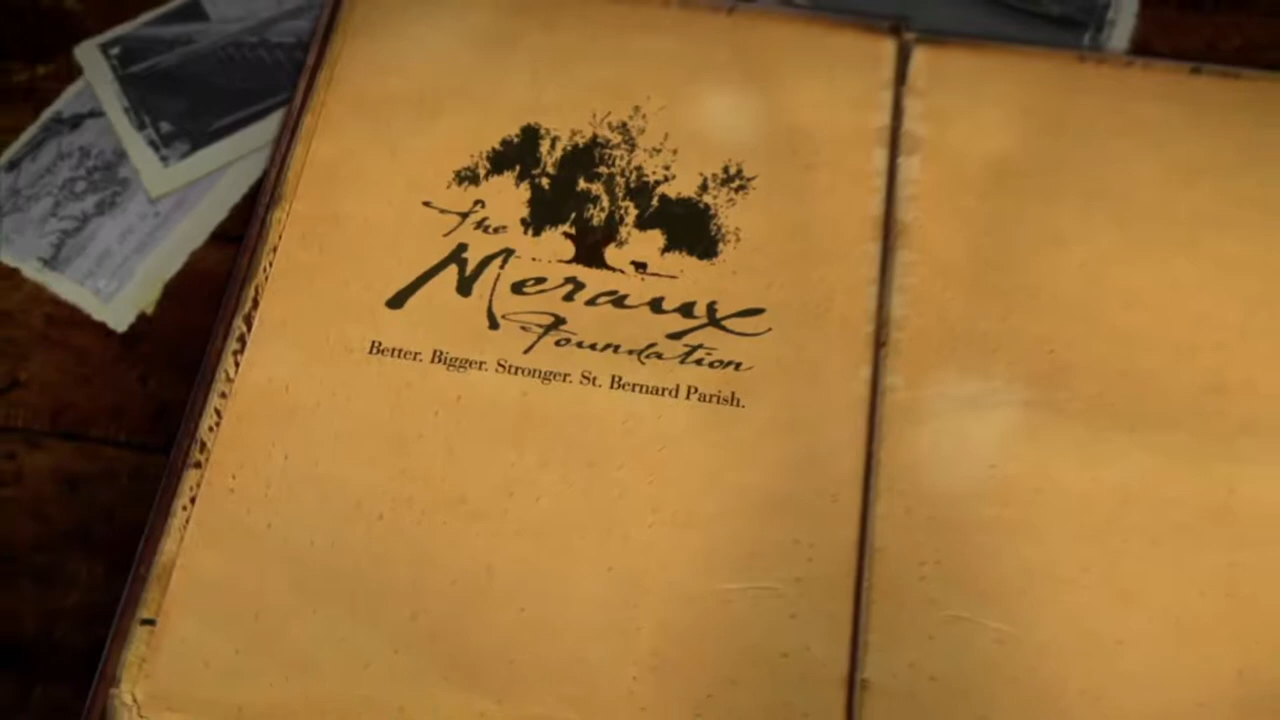 The
Meraux
Foundation
Better. Bigger. Stronger. St. Bernard Parish.